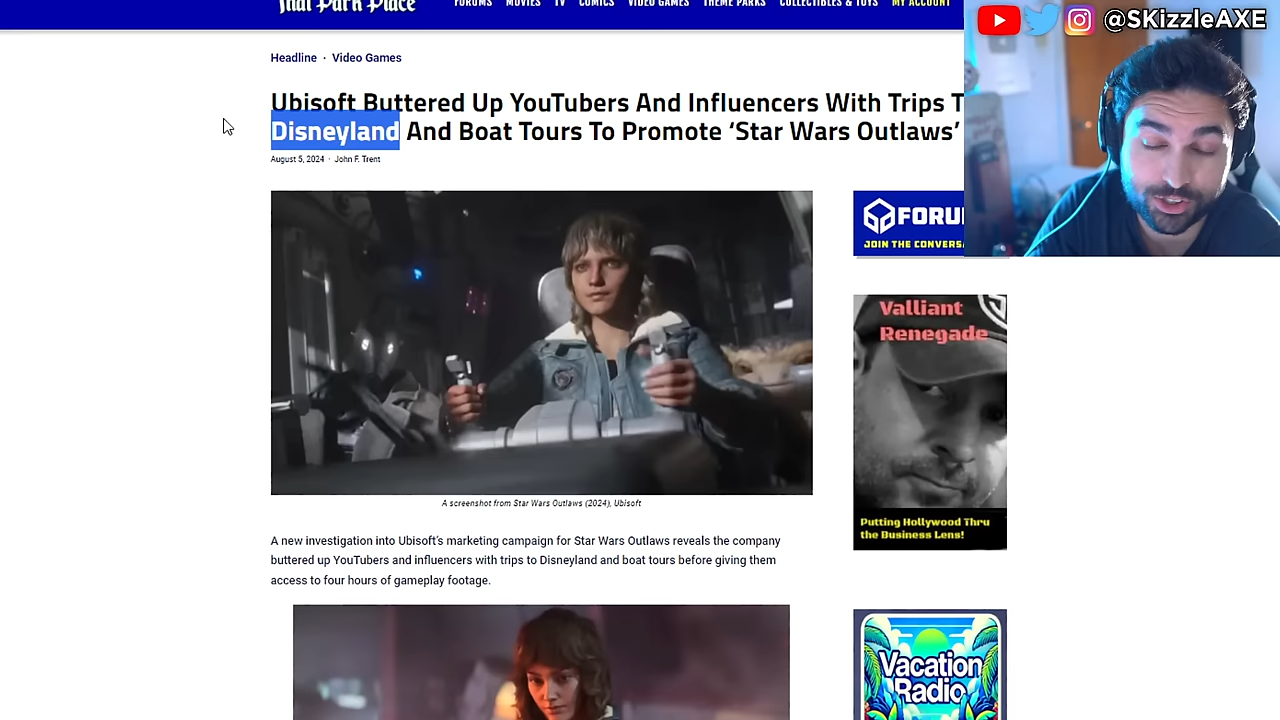 That Park Place
FORUMS MOVIES TV COMICS VIDEO GAMES THEME PARKS COLLECTIBLES & TOYS MY ACCOUNT
@SKizzleAXE
Headline · Video Games
Ubisoft Buttered Up YouTubers And Influencers With Trips T
Disneyland And Boat Tours To Promote ‘Star Wars Outlaws’
August 5, 2024 · John F. Trent
FORU
JOIN THE CONVERSA
Valliant
Renegade
Putting Hollywood Thru
the Business Lens!
A screenshot from Star Wars Outlaws (2024), Ubisoft
A new investigation into Ubisoft’s marketing campaign for Star Wars Outlaws reveals the company
buttered up YouTubers and influencers with trips to Disneyland and boat tours before giving them
access to four hours of gameplay footage.
Vacation
Radio